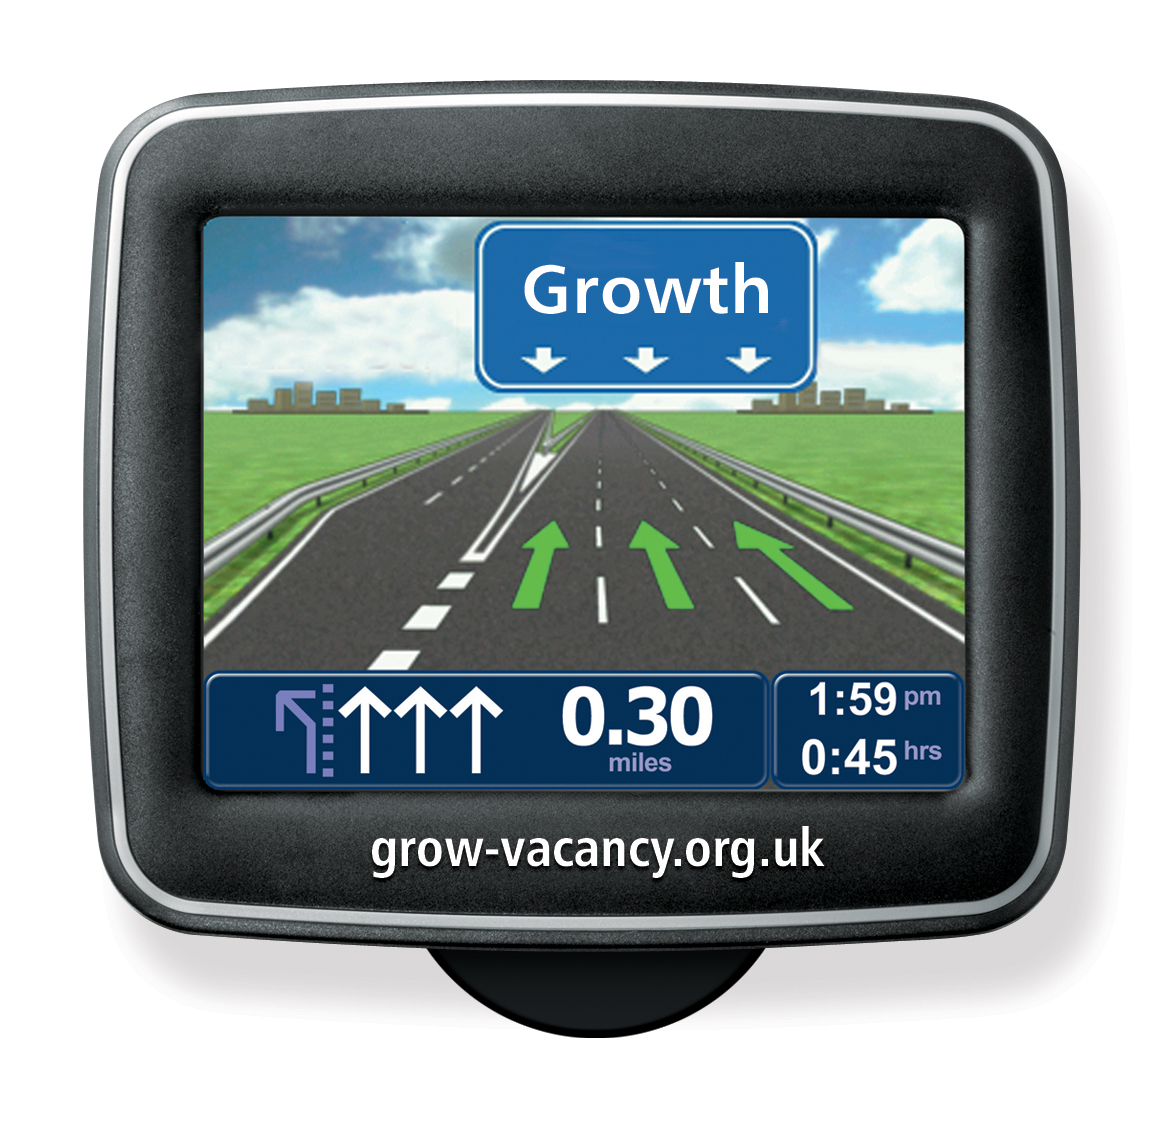 Growth
0.30
miles
1:59 pm
0:45 hrs
grow-vacancy.org.uk